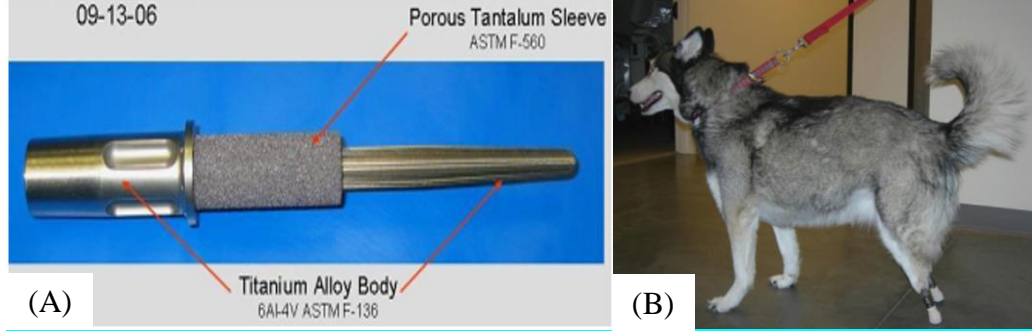 09-13-06
Porous Tantalum Sleeve
ASTM F-560
Titanium Alloy Body
6Al-4V ASTM F-136
(A)
(B)